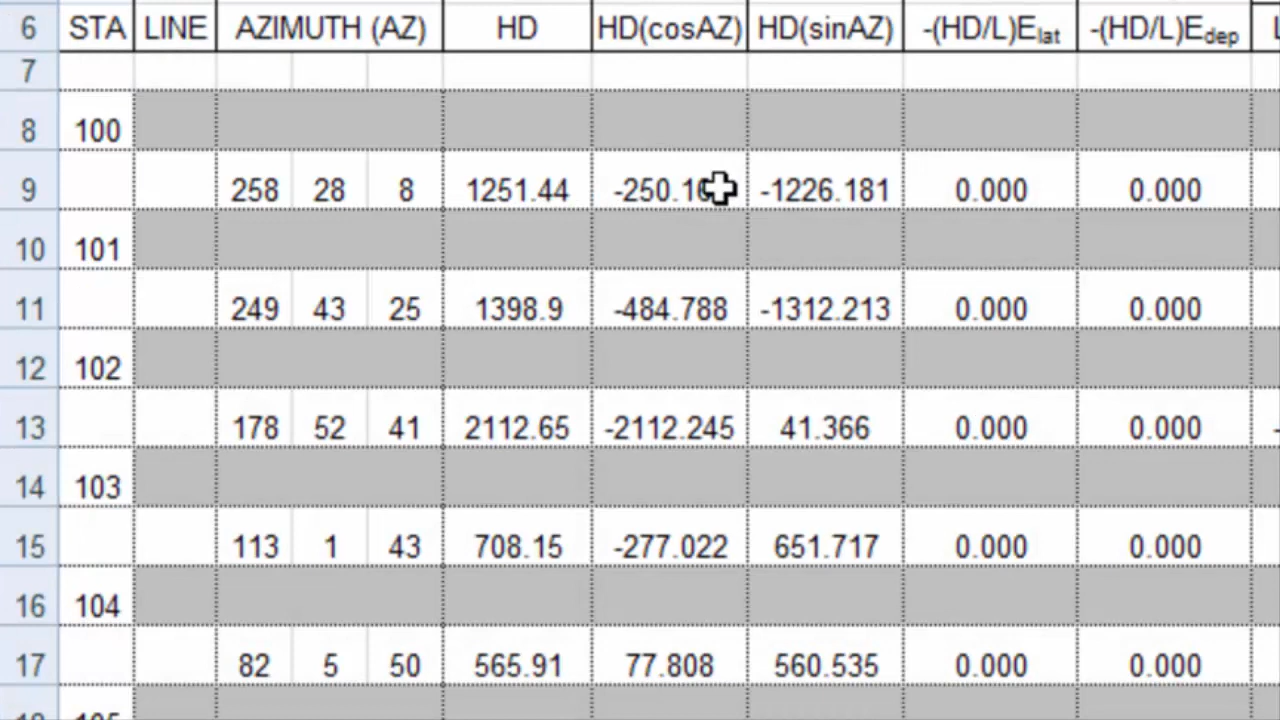 6 STA LINE AZIMUTH (AZ) HD HD(cosAZ) HD(sinAZ) -(HD/L)Elat -(HD/L)Edep
7
8 100
9 258 28 8 1251.44 -1226.181 0.000 0.000
10 101
11 249 43 25 1398.9 -484.788 -1312.213 0.000 0.000
12 102
13 178 52 41 2112.65 -2112.245 41.366 0.000 0.000 -
14 103
15 113 1 43 708.15 -277.022 651.717 0.000 0.000
16 104
17 82 5 50 565.91 77.808 560.535 0.000 0.000